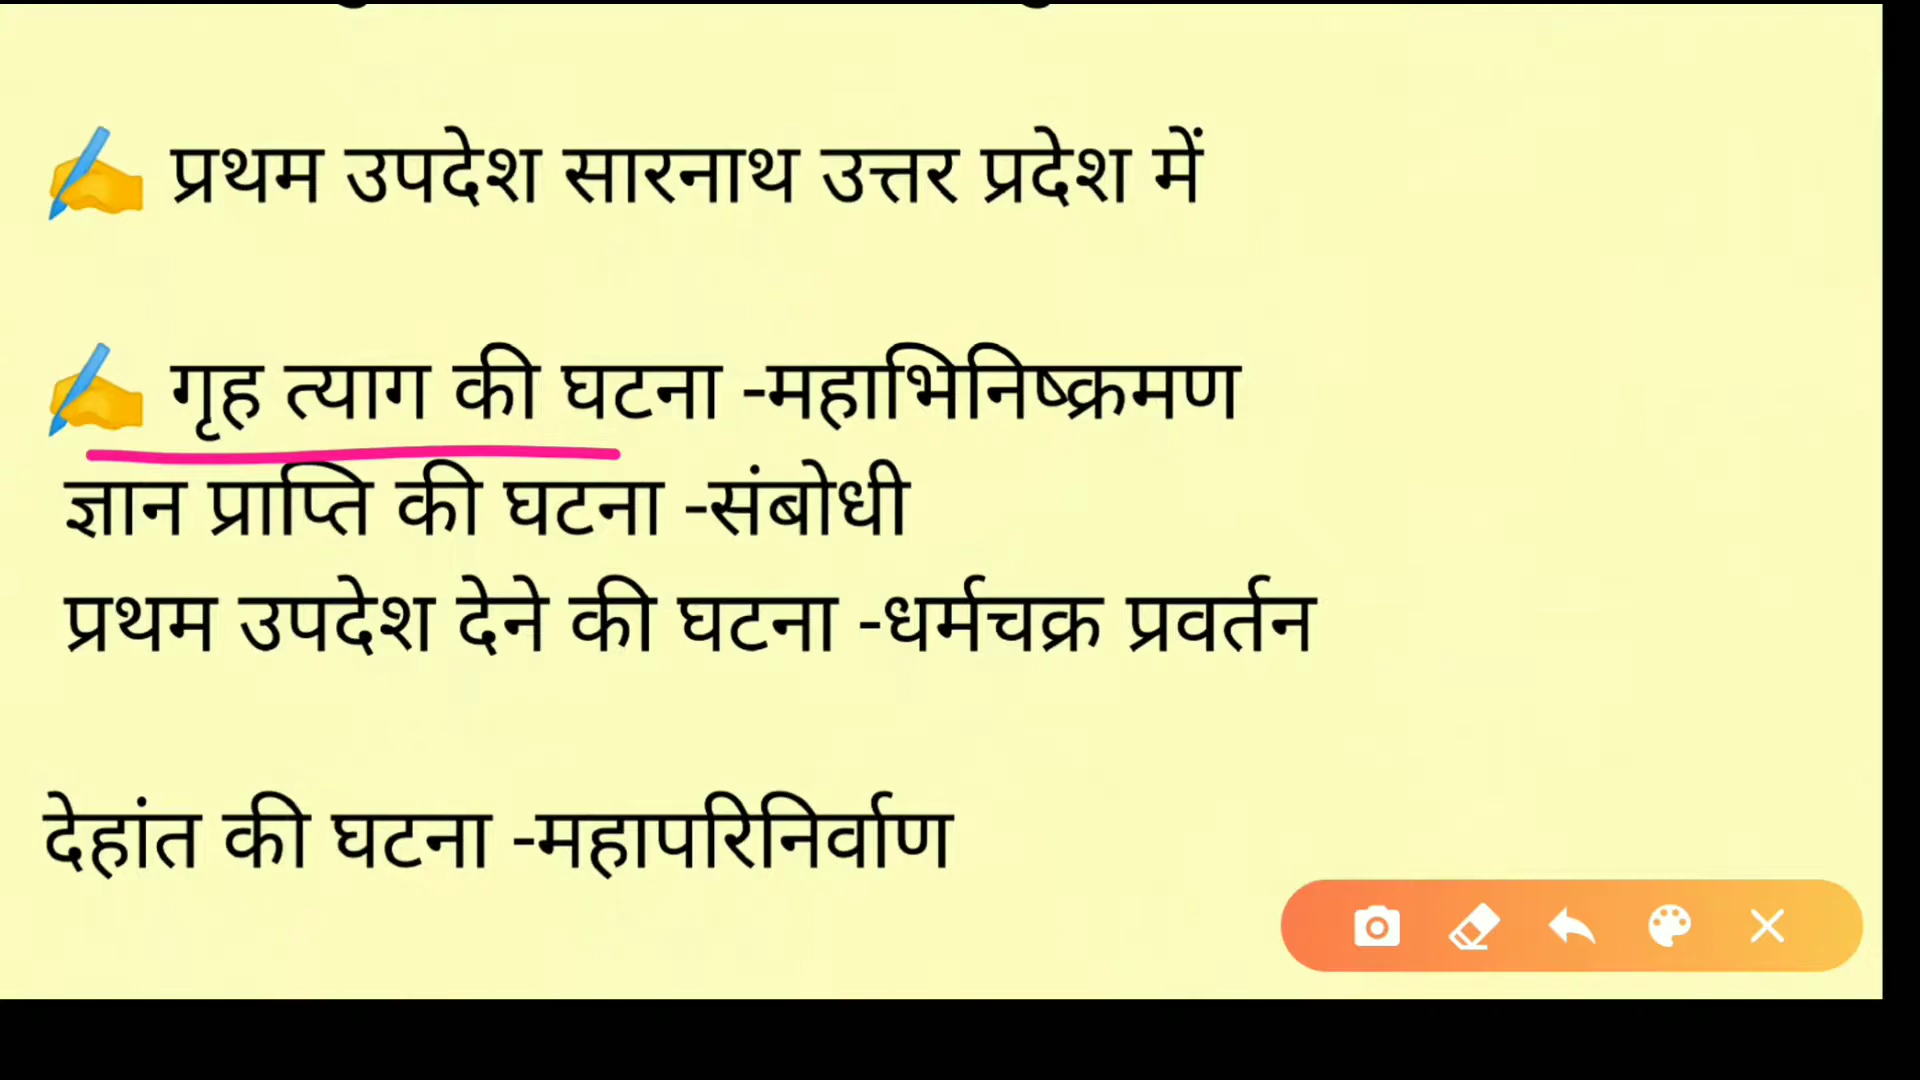 ✍️ प्रथम उपदेश सारनाथ उत्तर प्रदेश में
✍️ गृह त्याग की घटना -महाभिनिष्क्रमण
ज्ञान प्राप्ति की घटना -संबोधी
प्रथम उपदेश देने की घटना -धर्मचक्र प्रवर्तन
देहांत की घटना -महापरिनिर्वाण